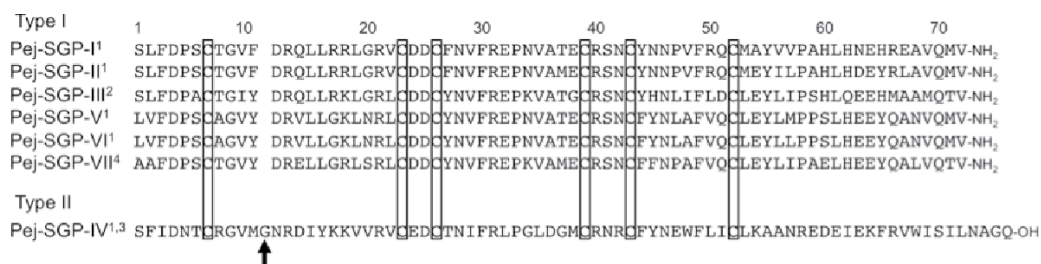 Type I
1 10 20 30 40 50 60 70
Pej-SGP-I¹ SLFDPSCTGVF DRQLLRRLGRVCDDCFNVFREPNVATECRSNCYNNPVFRQCMAYVVPAHLHNEHREAVQMV-NH₂
Pej-SGP-II¹ SLFDPSCTGVF DRQLLRRLGRVCDDCFNVFREPNVAMECRSNCYNNPVFRQCMEYILPAHLHDEYRLAVQMV-NH₂
Pej-SGP-III² SLFDPACTGIY DRQLLRKLGRLCDDCYNVFREPKVATGCRSNCYHNLIFLDCLEYLIPSHLQEEHMAAMQTV-NH₂
Pej-SGP-V¹ LVFDPSCAGVY DRVLLGKLNRLCDDCYNVFREPNVATECRSNCFYNLAFVQCLEYLMPPSLHEEYQANVQMV-NH₂
Pej-SGP-VI¹ LVFDPSCAGVY DRVLLGKLNRLCDDCYNVFREPNVATECRSNCFYNLAFVQCLEYLLPPSLHEEYQANVQMV-NH₂
Pej-SGP-VII⁴ AAFDPSCTGVY DRELLGRLSRLCDDCYNVFREPKVAMECRSNCFFNPAFVQCLEYLIPAELHEEYQALVQTV-NH₂
Type II
Pej-SGP-IV¹,³ SFIDNTCRGVMGNRDIYKKVVRVCEDCTNIFRLPGLDGMCRNRCFYNEWFLICLKAANREDEIEKFRVWISILNAGQ-OH